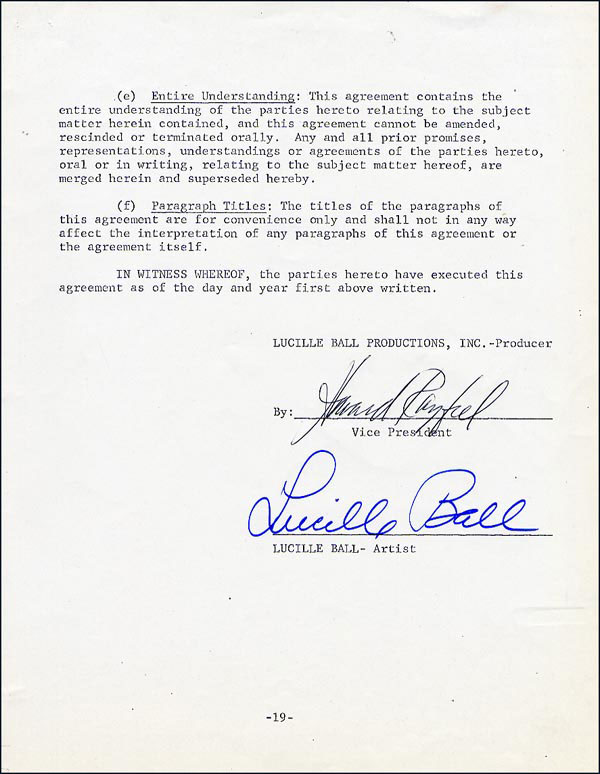 (e) Entire Understanding: This agreement contains the
entire understanding of the parties hereto relating to the subject
matter herein contained, and this agreement cannot be amended,
rescinded or terminated orally. Any and all prior promises,
representations, understandings or agreements of the parties hereto,
oral or in writing, relating to the subject matter hereof, are
merged herein and superseded hereby.
(f) Paragraph Titles: The titles of the paragraphs of
this agreement are for convenience only and shall not in any way
affect the interpretation of any paragraphs of this agreement or
the agreement itself.
IN WITNESS WHEREOF, the parties hereto have executed this
agreement as of the day and year first above written.
LUCILLE BALL PRODUCTIONS, INC.-Producer
By: Howard
Vice President
Lucille Ball
LUCILLE BALL- Artist
-19-